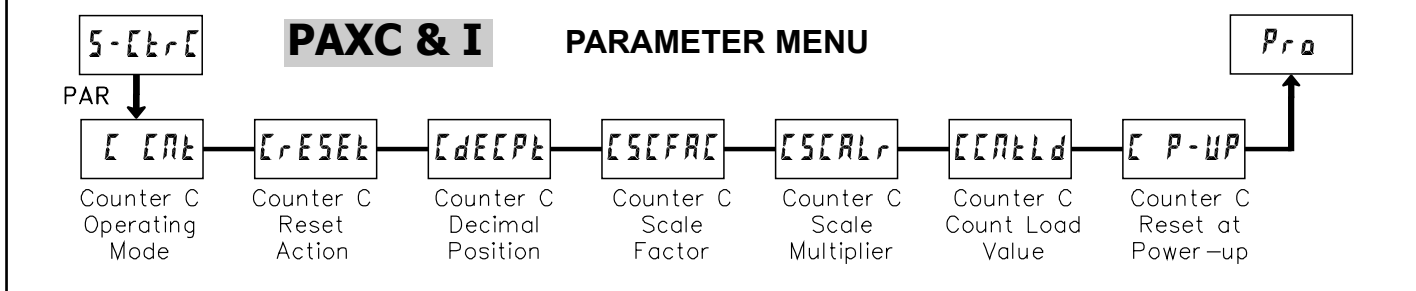 5-CtrC
PAXC & I PARAMETER MENU
Pro
PAR
C CNt
CrESEt
CdECPt
CSCFAC
CSCALr
CCNtLd
C P-UP
Counter C
Operating
Mode
Counter C
Reset
Action
Counter C
Decimal
Position
Counter C
Scale
Factor
Counter C
Scale
Multiplier
Counter C
Count Load
Value
Counter C
Reset at
Power-up